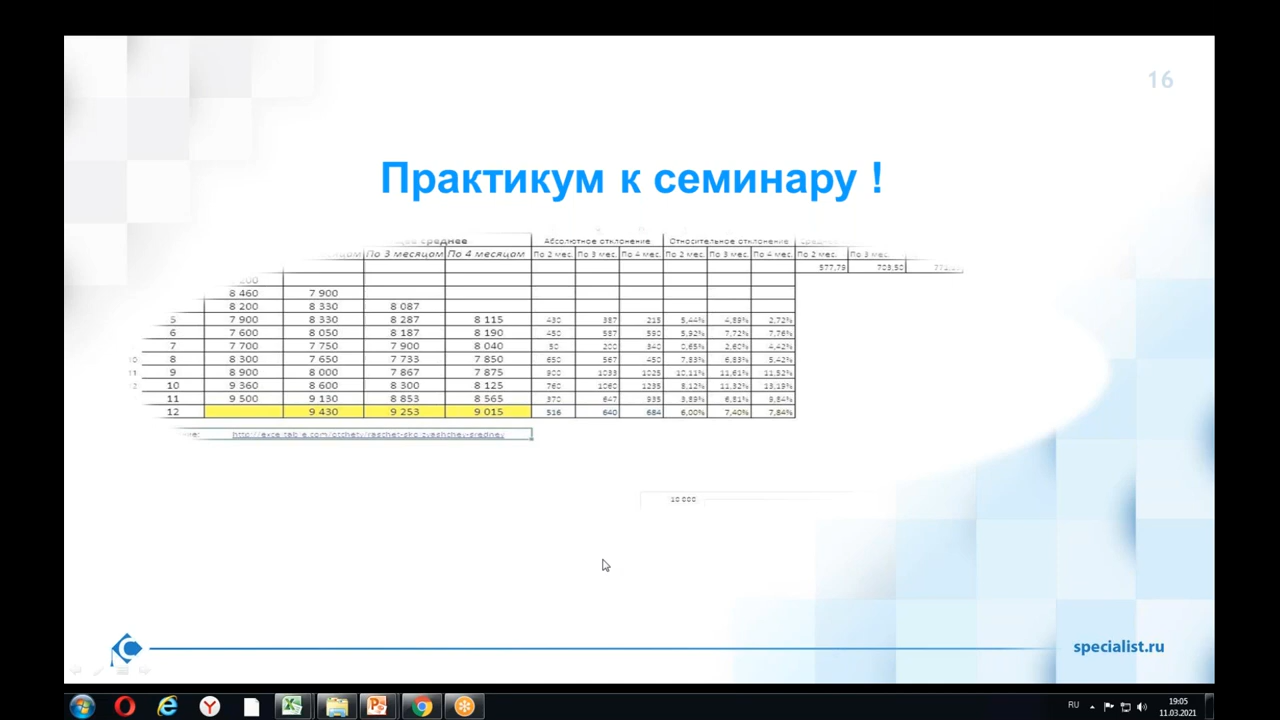 16
Практикум к семинару !
среднее Абсолютное отклонение Относительное отклонение
По 3 месяцам По 4 месяцам По 2 мес. По 3 мес. По 4 мес. По 2 мес. По 3 мес. По 4 мес. По 2 мес. По 3 мес.
577,79 703,50
8 460 7 900
8 200 8 330 8 087
5 7 900 8 330 8 287 8 115 430 387 215 5,44% 4,89% 2,72%
6 7 600 8 050 8 187 8 190 450 587 590 5,92% 7,72% 7,76%
7 7 700 7 750 7 900 8 040 50 200 340 0,65% 2,60% 4,42%
10 8 8 300 7 650 7 733 7 850 650 567 450 7,83% 6,83% 5,42%
11 9 8 900 8 000 7 867 7 875 900 1033 1025 10,11% 11,61% 11,52%
12 10 9 360 8 600 8 300 8 125 760 1060 1235 8,12% 11,32% 13,19%
11 9 500 9 130 8 853 8 565 370 647 935 3,89% 6,81% 9,84%
12 9 430 9 253 9 015 516 640 684 6,00% 7,40% 7,84%
10 000
specialist.ru
RU 19:05
11.03.2021